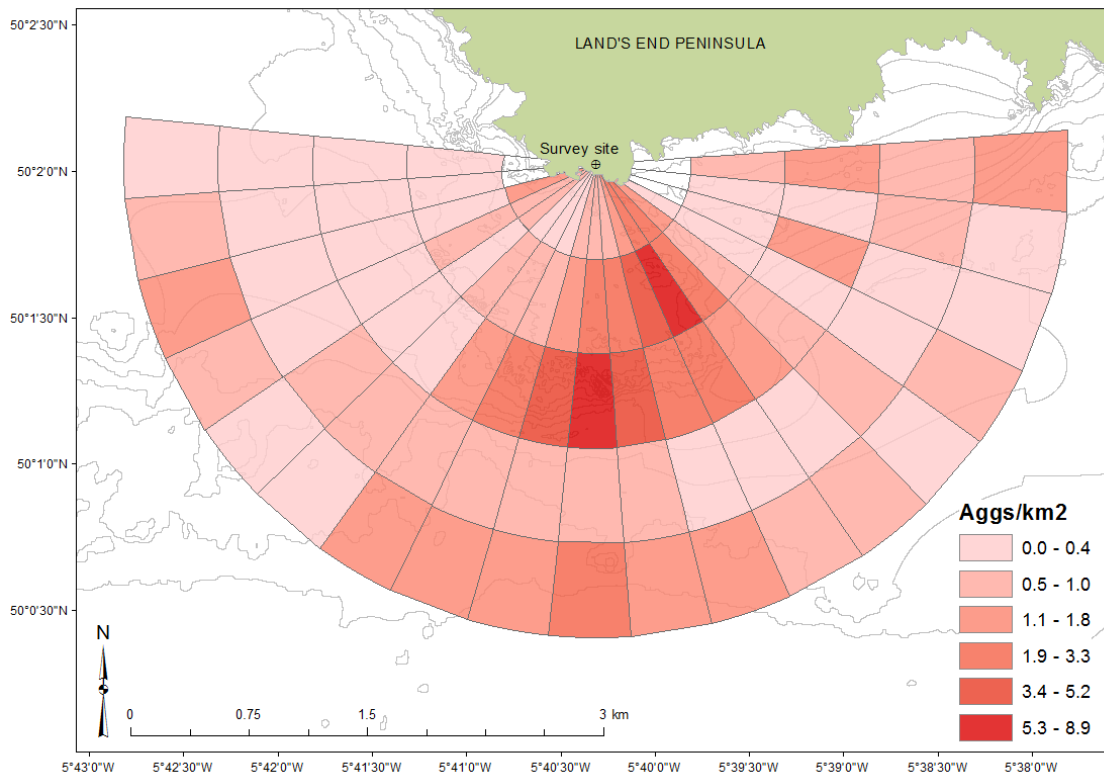 50°2'30"N
LAND'S END PENINSULA
Survey site
50°2'0"N
50°1'30"N
50°1'0"N
50°0'30"N
Aggs/km2
0.0 - 0.4
0.5 - 1.0
1.1 - 1.8
1.9 - 3.3
3.4 - 5.2
5.3 - 8.9
N
0 0.75 1.5 3 km
5°43'0"W 5°42'30"W 5°42'0"W 5°41'30"W 5°41'0"W 5°40'30"W 5°40'0"W 5°39'30"W 5°39'0"W 5°38'30"W 5°38'0"W